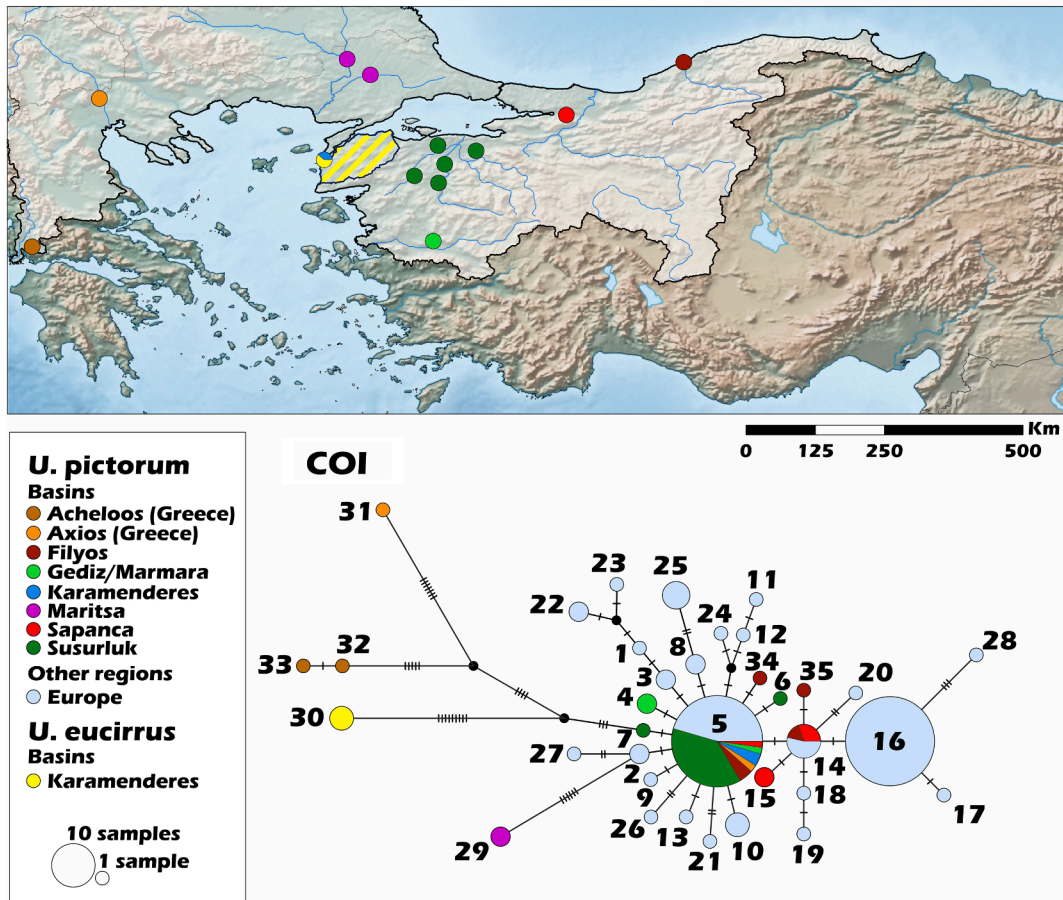 Km
0 125 250 500
U. pictorum
Basins
Acheloos (Greece)
Axios (Greece)
Filyos
Gediz/Marmara
Karamenderes
Maritsa
Sapanca
Susurluk
Other regions
Europe
U. eucirrus
Basins
Karamenderes
10 samples
1 sample
COI
31
23
25
11
22
24
12
28
33
32
1
8
34
35
20
3
6
4
30
5
16
7
27
14
2
15
18
9
17
29
26
13
21
10
19